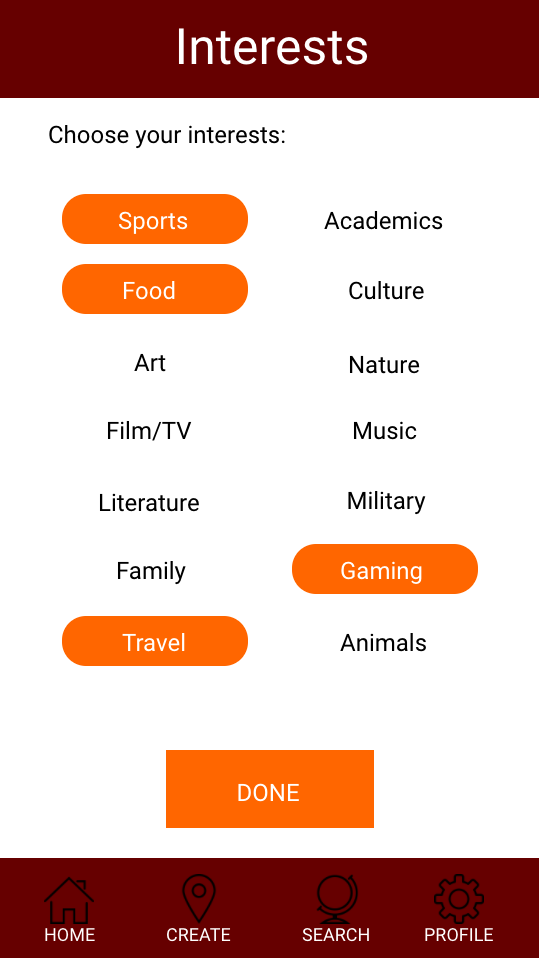 Interests
Choose your interests:
Sports Academics
Food Culture
Art Nature
Film/TV Music
Literature Military
Family Gaming
Travel Animals
DONE
HOME CREATE SEARCH PROFILE